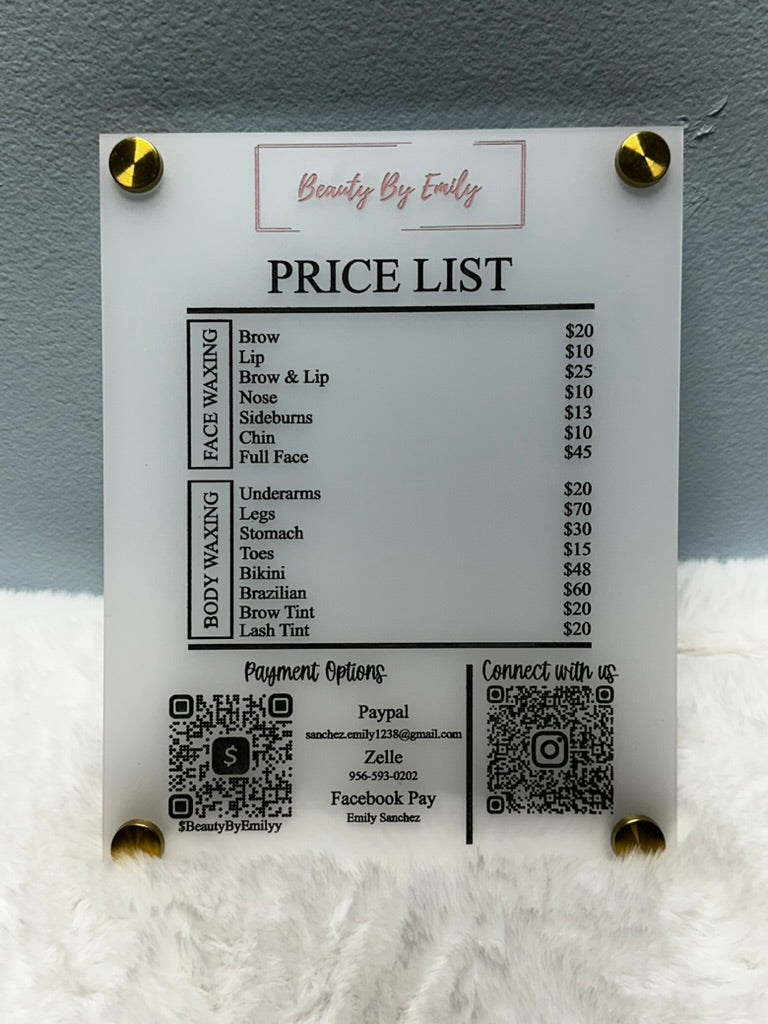 Beauty By Emily
PRICE LIST
FACE WAXING
Brow $20
Lip $10
Brow & Lip $25
Nose $10
Sideburns $13
Chin $10
Full Face $45
BODY WAXING
Underarms $20
Legs $70
Stomach $30
Toes $15
Bikini $48
Brazilian $60
Brow Tint $20
Lash Tint $20
Payment Options
$
$BeautyByEmilyy
Paypal
sanchez.emily1238@gmail.com
Zelle
956-593-0202
Facebook Pay
Emily Sanchez
Connect with us